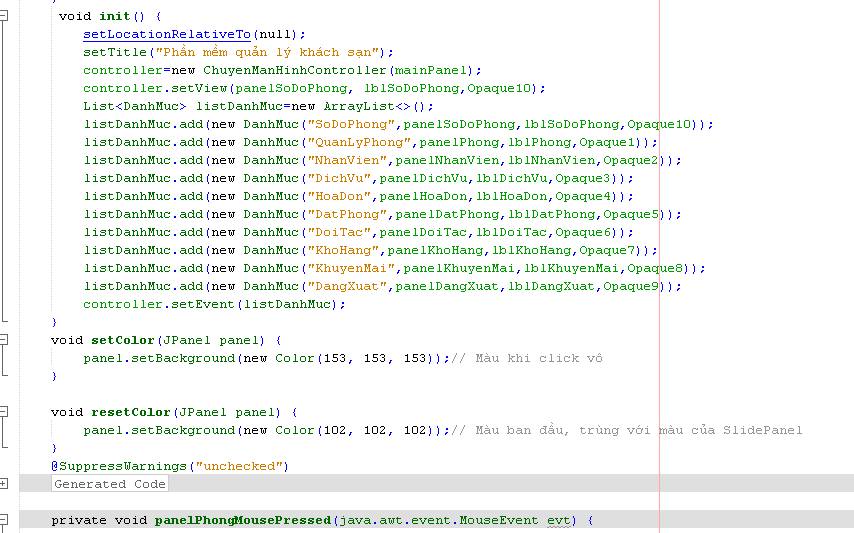 void init() {
setLocationRelativeTo(null);
setTitle("Phần mềm quản lý khách sạn");
controller=new ChuyenManHinhController(mainPanel);
controller.setView(panelSoDoPhong, lblSoDoPhong,Opaque10);
List<DanhMuc> listDanhMuc=new ArrayList<>();
listDanhMuc.add(new DanhMuc("SoDoPhong",panelSoDoPhong,lblSoDoPhong,Opaque10));
listDanhMuc.add(new DanhMuc("QuanLyPhong",panelPhong,lblPhong,Opaque1));
listDanhMuc.add(new DanhMuc("NhanVien",panelNhanVien,lblNhanVien,Opaque2));
listDanhMuc.add(new DanhMuc("DichVu",panelDichVu,lblDichVu,Opaque3));
listDanhMuc.add(new DanhMuc("HoaDon",panelHoaDon,lblHoaDon,Opaque4));
listDanhMuc.add(new DanhMuc("DatPhong",panelDatPhong,lblDatPhong,Opaque5));
listDanhMuc.add(new DanhMuc("DoiTac",panelDoiTac,lblDoiTac,Opaque6));
listDanhMuc.add(new DanhMuc("KhoHang",panelKhoHang,lblKhoHang,Opaque7));
listDanhMuc.add(new DanhMuc("KhuyenMai",panelKhuyenMai,lblKhuyenMai,Opaque8));
listDanhMuc.add(new DanhMuc("DangXuat",panelDangXuat,lblDangXuat,Opaque9));
controller.setEvent(listDanhMuc);
}
void setColor(JPanel panel) {
panel.setBackground(new Color(153, 153, 153));// Màu khi click vô
}
void resetColor(JPanel panel) {
panel.setBackground(new Color(102, 102, 102));// Màu ban đầu, trùng với màu của SlidePanel
}
@SuppressWarnings("unchecked")
Generated Code
private void panelPhongMousePressed(java.awt.event.MouseEvent evt) {